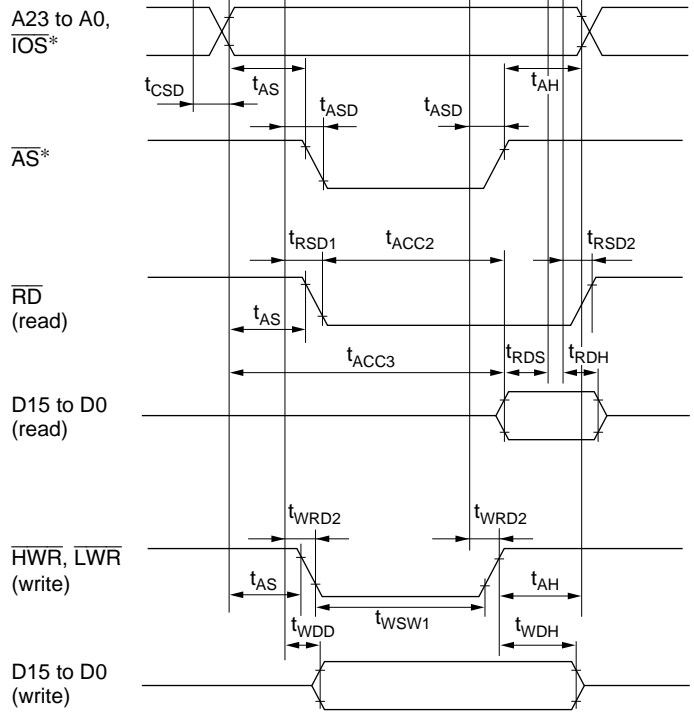 A23 to A0,
IOS*
tCSD
tAS
tAH
tASD
tASD
AS*
tRSD1
tACC2
tRSD2
RD
(read)
tAS
tACC3
tRDS
tRDH
D15 to D0
(read)
tWRD2
tWRD2
HWR, LWR
(write)
tAS
tAH
tWSW1
tWDD
tWDH
D15 to D0
(write)